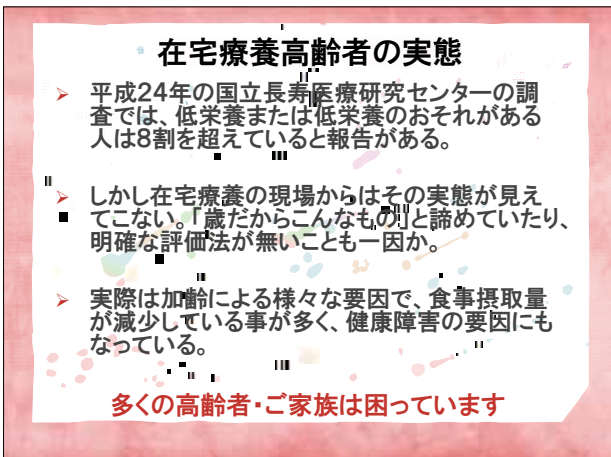 在宅療養高齢者の実態
➢ 平成24年の国立長寿医療研究センターの調
査では、低栄養または低栄養のおそれがある
人は8割を超えていると報告がある。
➢ しかし在宅療養の現場からはその実態が見え
てこない。「歳だからこんなもの」と諦めていたり、
明確な評価法が無いことも一因か。
➢ 実際は加齢による様々な要因で、食事摂取量
が減少している事が多く、健康障害の要因にも
なっている。
多くの高齢者・ご家族は困っています